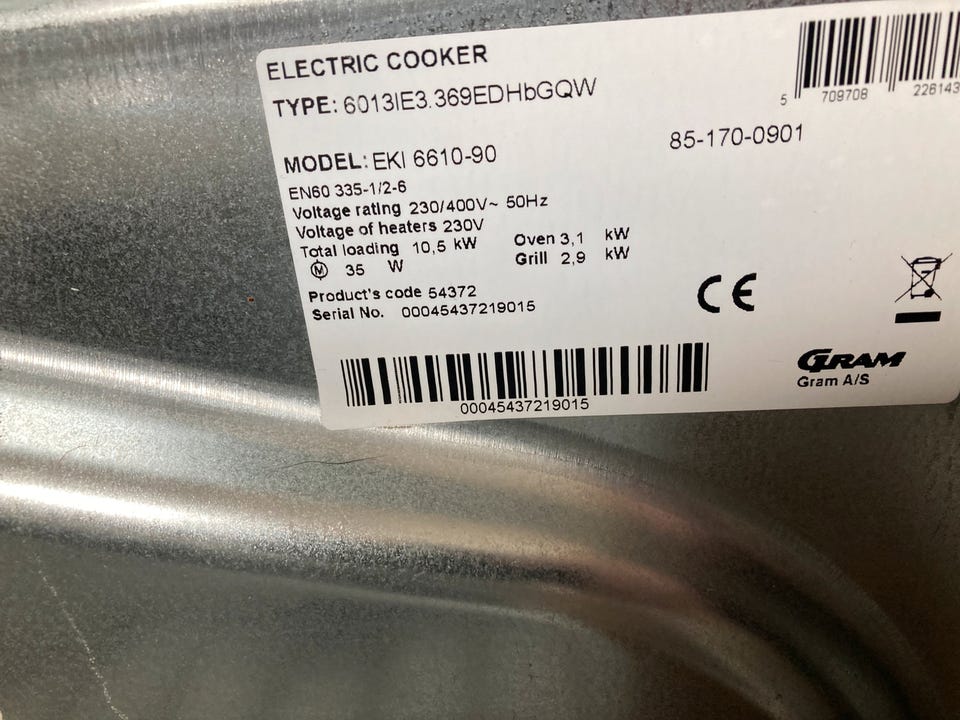 ELECTRIC COOKER
TYPE: 6013IE3.369EDHbGQW
5 709708 226143
MODEL: EKI 6610-90
85-170-0901
EN60 335-1/2-6
Voltage rating 230/400V~ 50Hz
Voltage of heaters 230V
Total loading 10,5 kW Oven 3,1 kW
M 35 W Grill 2,9 kW
Product's code 54372
Serial No. 00045437219015
CE
GRAM
Gram A/S
00045437219015